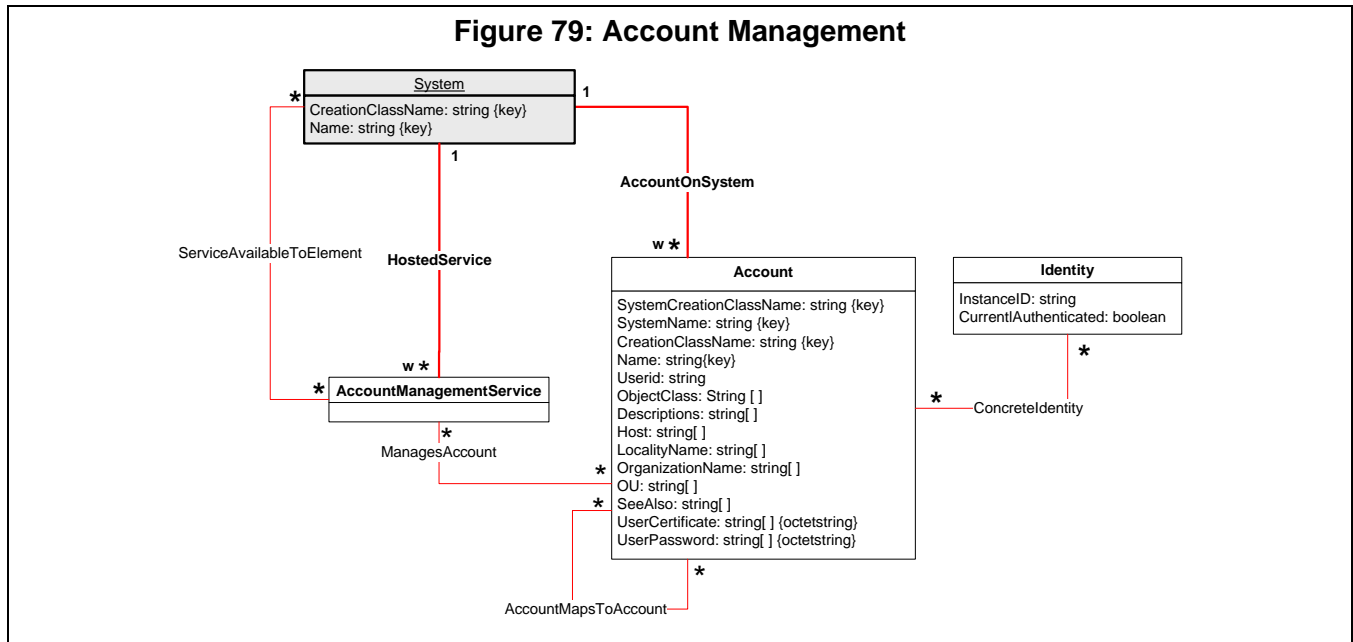 Figure 79: Account Management
System
CreationClassName: string {key}
Name: string {key}
*
1
1
AccountOnSystem
ServiceAvailableToElement
HostedService
w *
Account
SystemCreationClassName: string {key}
SystemName: string {key}
CreationClassName: string {key}
Name: string{key}
Userid: string
ObjectClass: String [ ]
Descriptions: string[ ]
Host: string[ ]
LocalityName: string[ ]
OrganizationName: string[ ]
OU: string[ ]
SeeAlso: string[ ]
UserCertificate: string[ ] {octetstring}
UserPassword: string[ ] {octetstring}
Identity
InstanceID: string
CurrentlAuthenticated: boolean
*
*
ConcreteIdentity
w *
*
AccountManagementService
*
ManagesAccount
*
*
*
AccountMapsToAccount